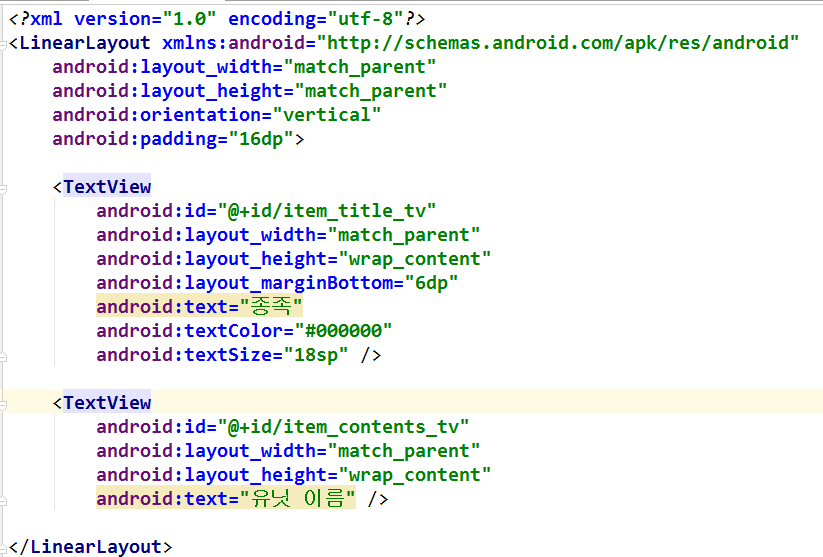 <?xml version="1.0" encoding="utf-8"?>
<LinearLayout xmlns:android="http://schemas.android.com/apk/res/android"
    android:layout_width="match_parent"
    android:layout_height="match_parent"
    android:orientation="vertical"
    android:padding="16dp">

    <TextView
        android:id="@+id/item_title_tv"
        android:layout_width="match_parent"
        android:layout_height="wrap_content"
        android:layout_marginBottom="6dp"
        android:text="종족"
        android:textColor="#000000"
        android:textSize="18sp" />

    <TextView
        android:id="@+id/item_contents_tv"
        android:layout_width="match_parent"
        android:layout_height="wrap_content"
        android:text="유닛 이름" />

</LinearLayout>